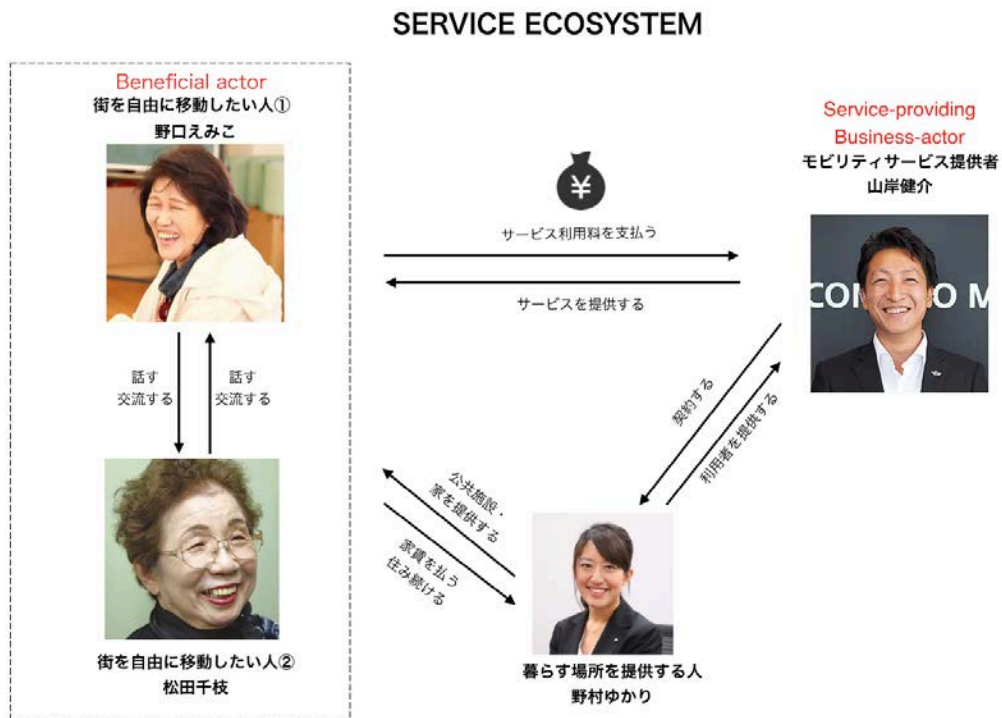 SERVICE ECOSYSTEM
Beneficial actor
街を自由に移動したい人①
野口えみこ
Service-providing
Business-actor
モビリティサービス提供者
山岸健介
¥
サービス利用料を支払う
サービスを提供する
CON
O M
話す
交流する
話す
交流する
契約する
利用者を提供する
公共施設・
家を提供する
家賃を払う
住み続ける
街を自由に移動したい人②
松田千枝
暮らす場所を提供する人
野村ゆかり